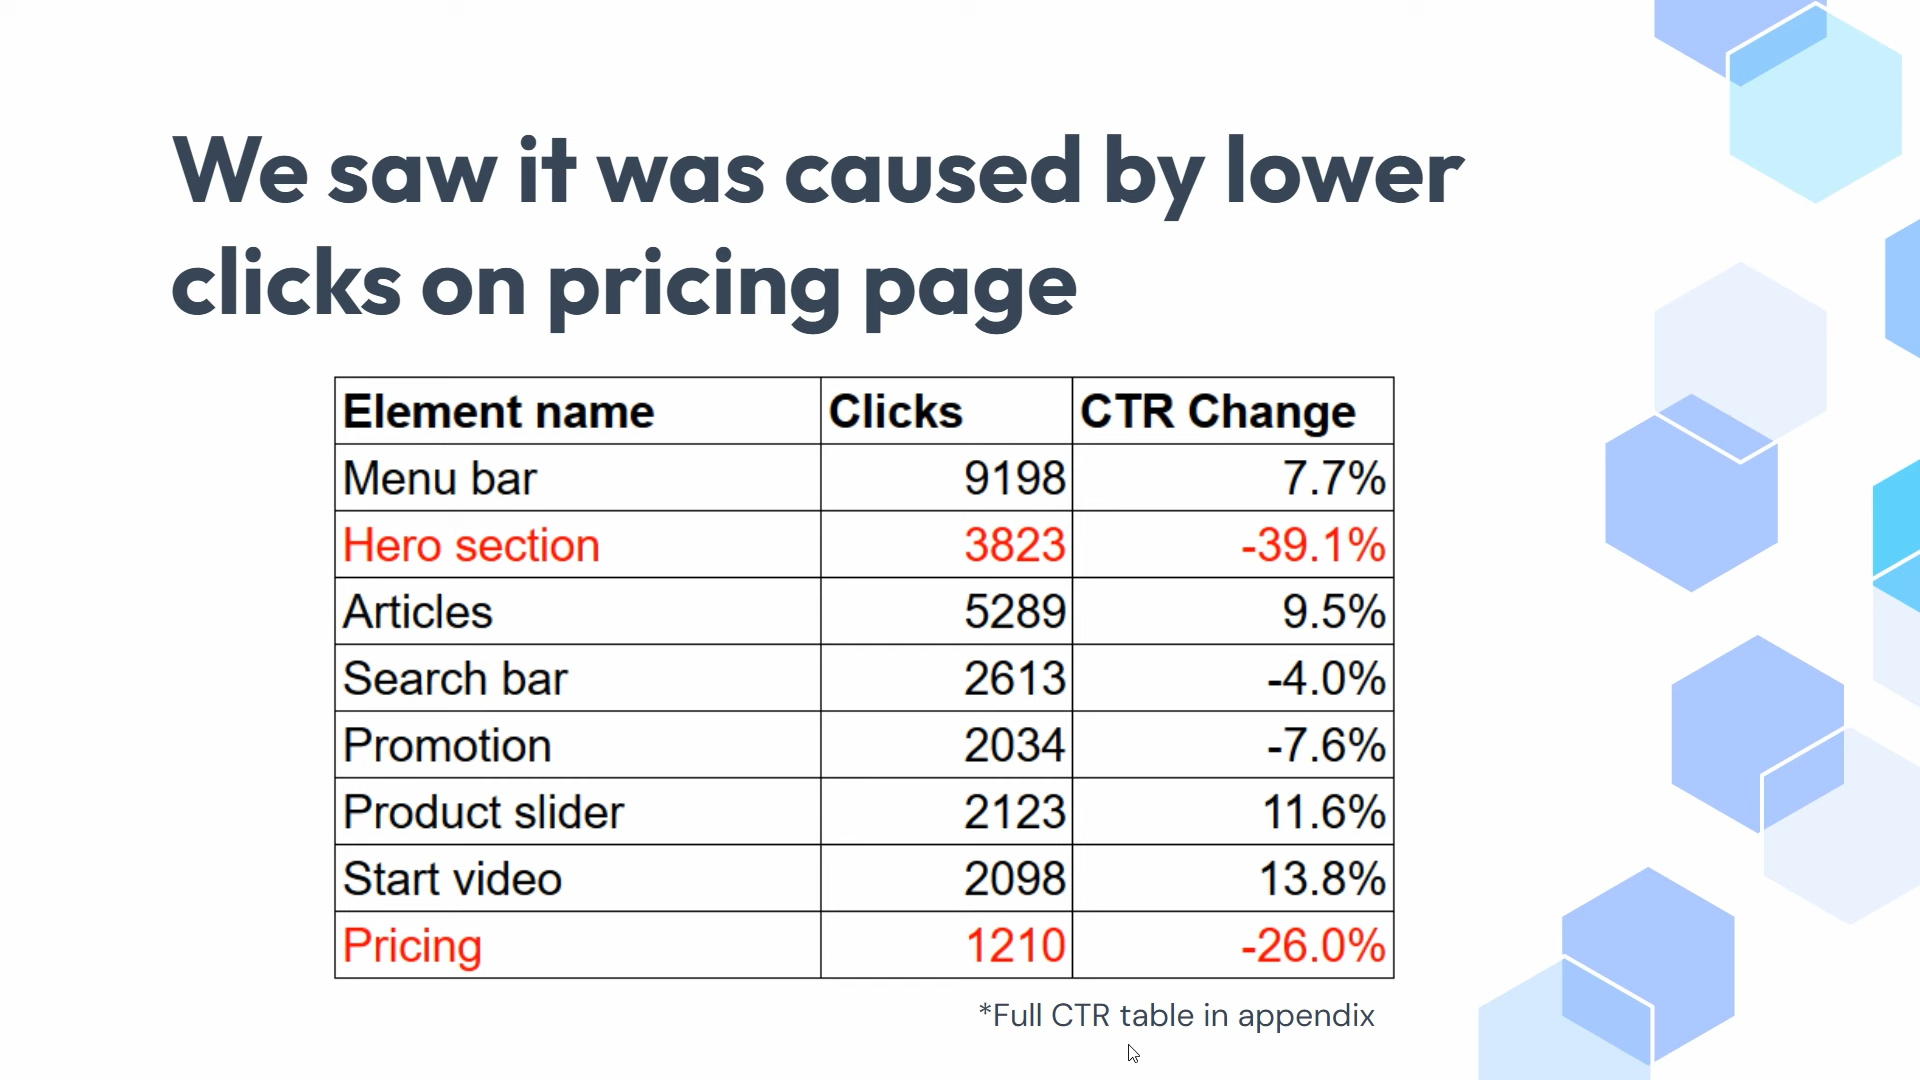 We saw it was caused by lower
clicks on pricing page
Element name Clicks CTR Change
Menu bar 9198 7.7%
Hero section 3823 -39.1%
Articles 5289 9.5%
Search bar 2613 -4.0%
Promotion 2034 -7.6%
Product slider 2123 11.6%
Start video 2098 13.8%
Pricing 1210 -26.0%
*Full CTR table in appendix